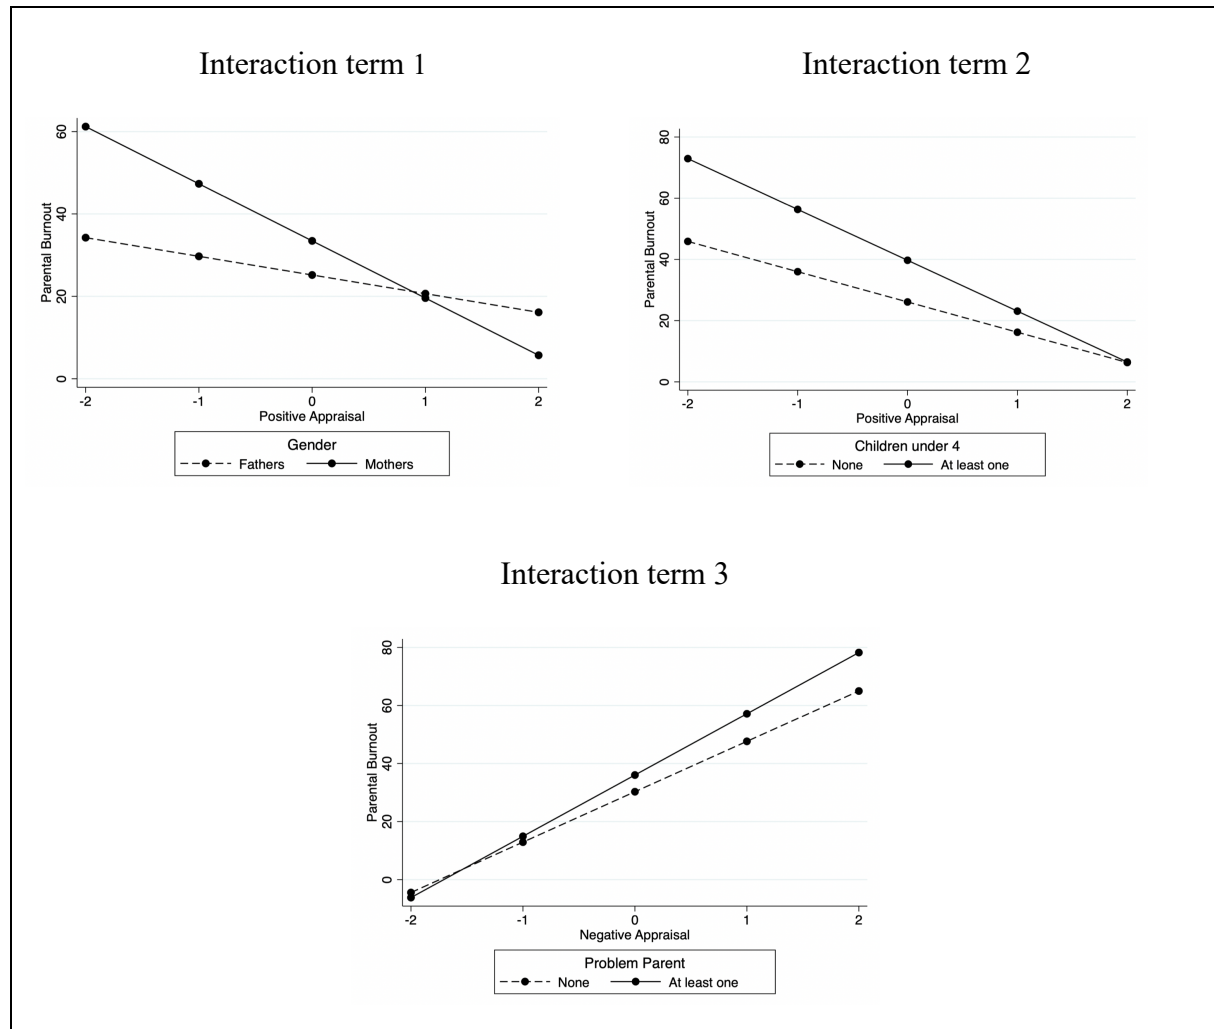 Interaction term 1
Interaction term 2
60
40
20
0
Parental Burnout
-2 -1 0 1 2
Positive Appraisal
Gender
Fathers Mothers
80
60
40
20
0
Parental Burnout
-2 -1 0 1 2
Positive Appraisal
Children under 4
None At least one
Interaction term 3
80
60
40
20
0
Parental Burnout
-2 -1 0 1 2
Negative Appraisal
Problem Parent
None At least one